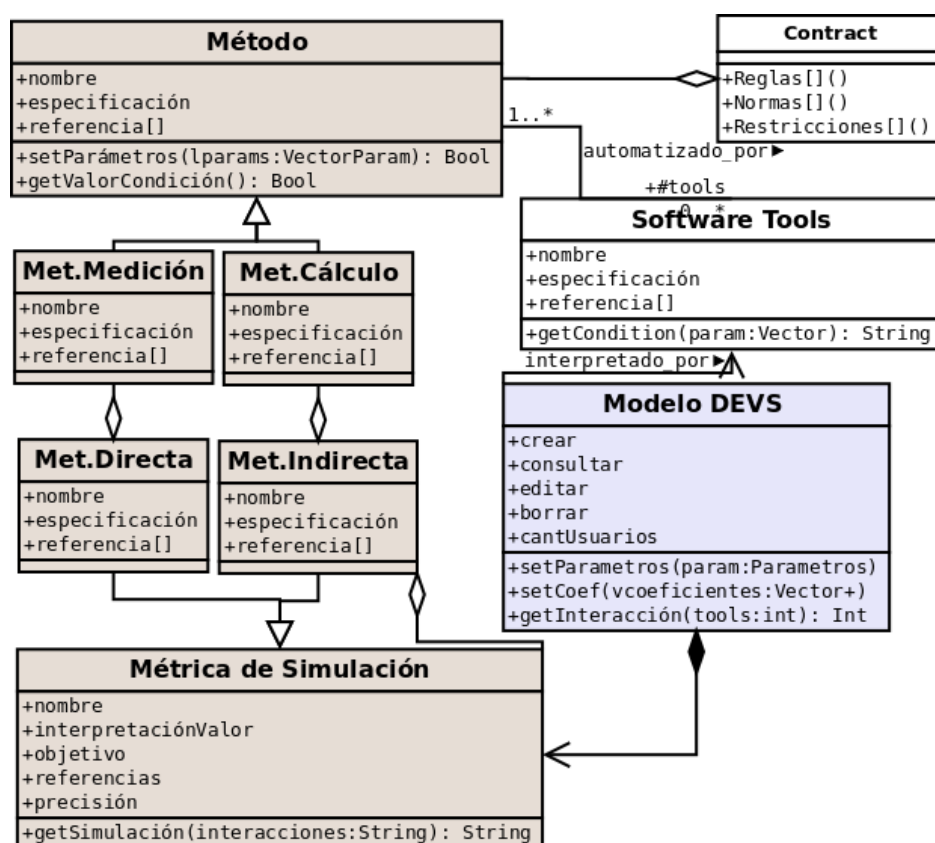 Método
+nombre
+especificación
+referencia[]
+setParámetros(lparams:VectorParam): Bool
+getValorCondición(): Bool
Contract
+Reglas[]()
+Normas[]()
+Restricciones[]()
1..*
automatizado_por▶
+#tools
0..*
Software Tools
+nombre
+especificación
+referencia[]
+getCondition(param:Vector): String
interpretado_por▶
Met.Medición
+nombre
+especificación
+referencia[]
Met.Cálculo
+nombre
+especificación
+referencia[]
Modelo DEVS
+crear
+consultar
+editar
+borrar
+cantUsuarios
+setParametros(param:Parametros)
+setCoef(vcoeficientes:Vector+)
+getInteracción(tools:int): Int
Met.Directa
+nombre
+especificación
+referencia[]
Met.Indirecta
+nombre
+especificación
+referencia[]
Métrica de Simulación
+nombre
+interpretaciónValor
+objetivo
+referencias
+precisión
+getSimulación(interacciones:String): String